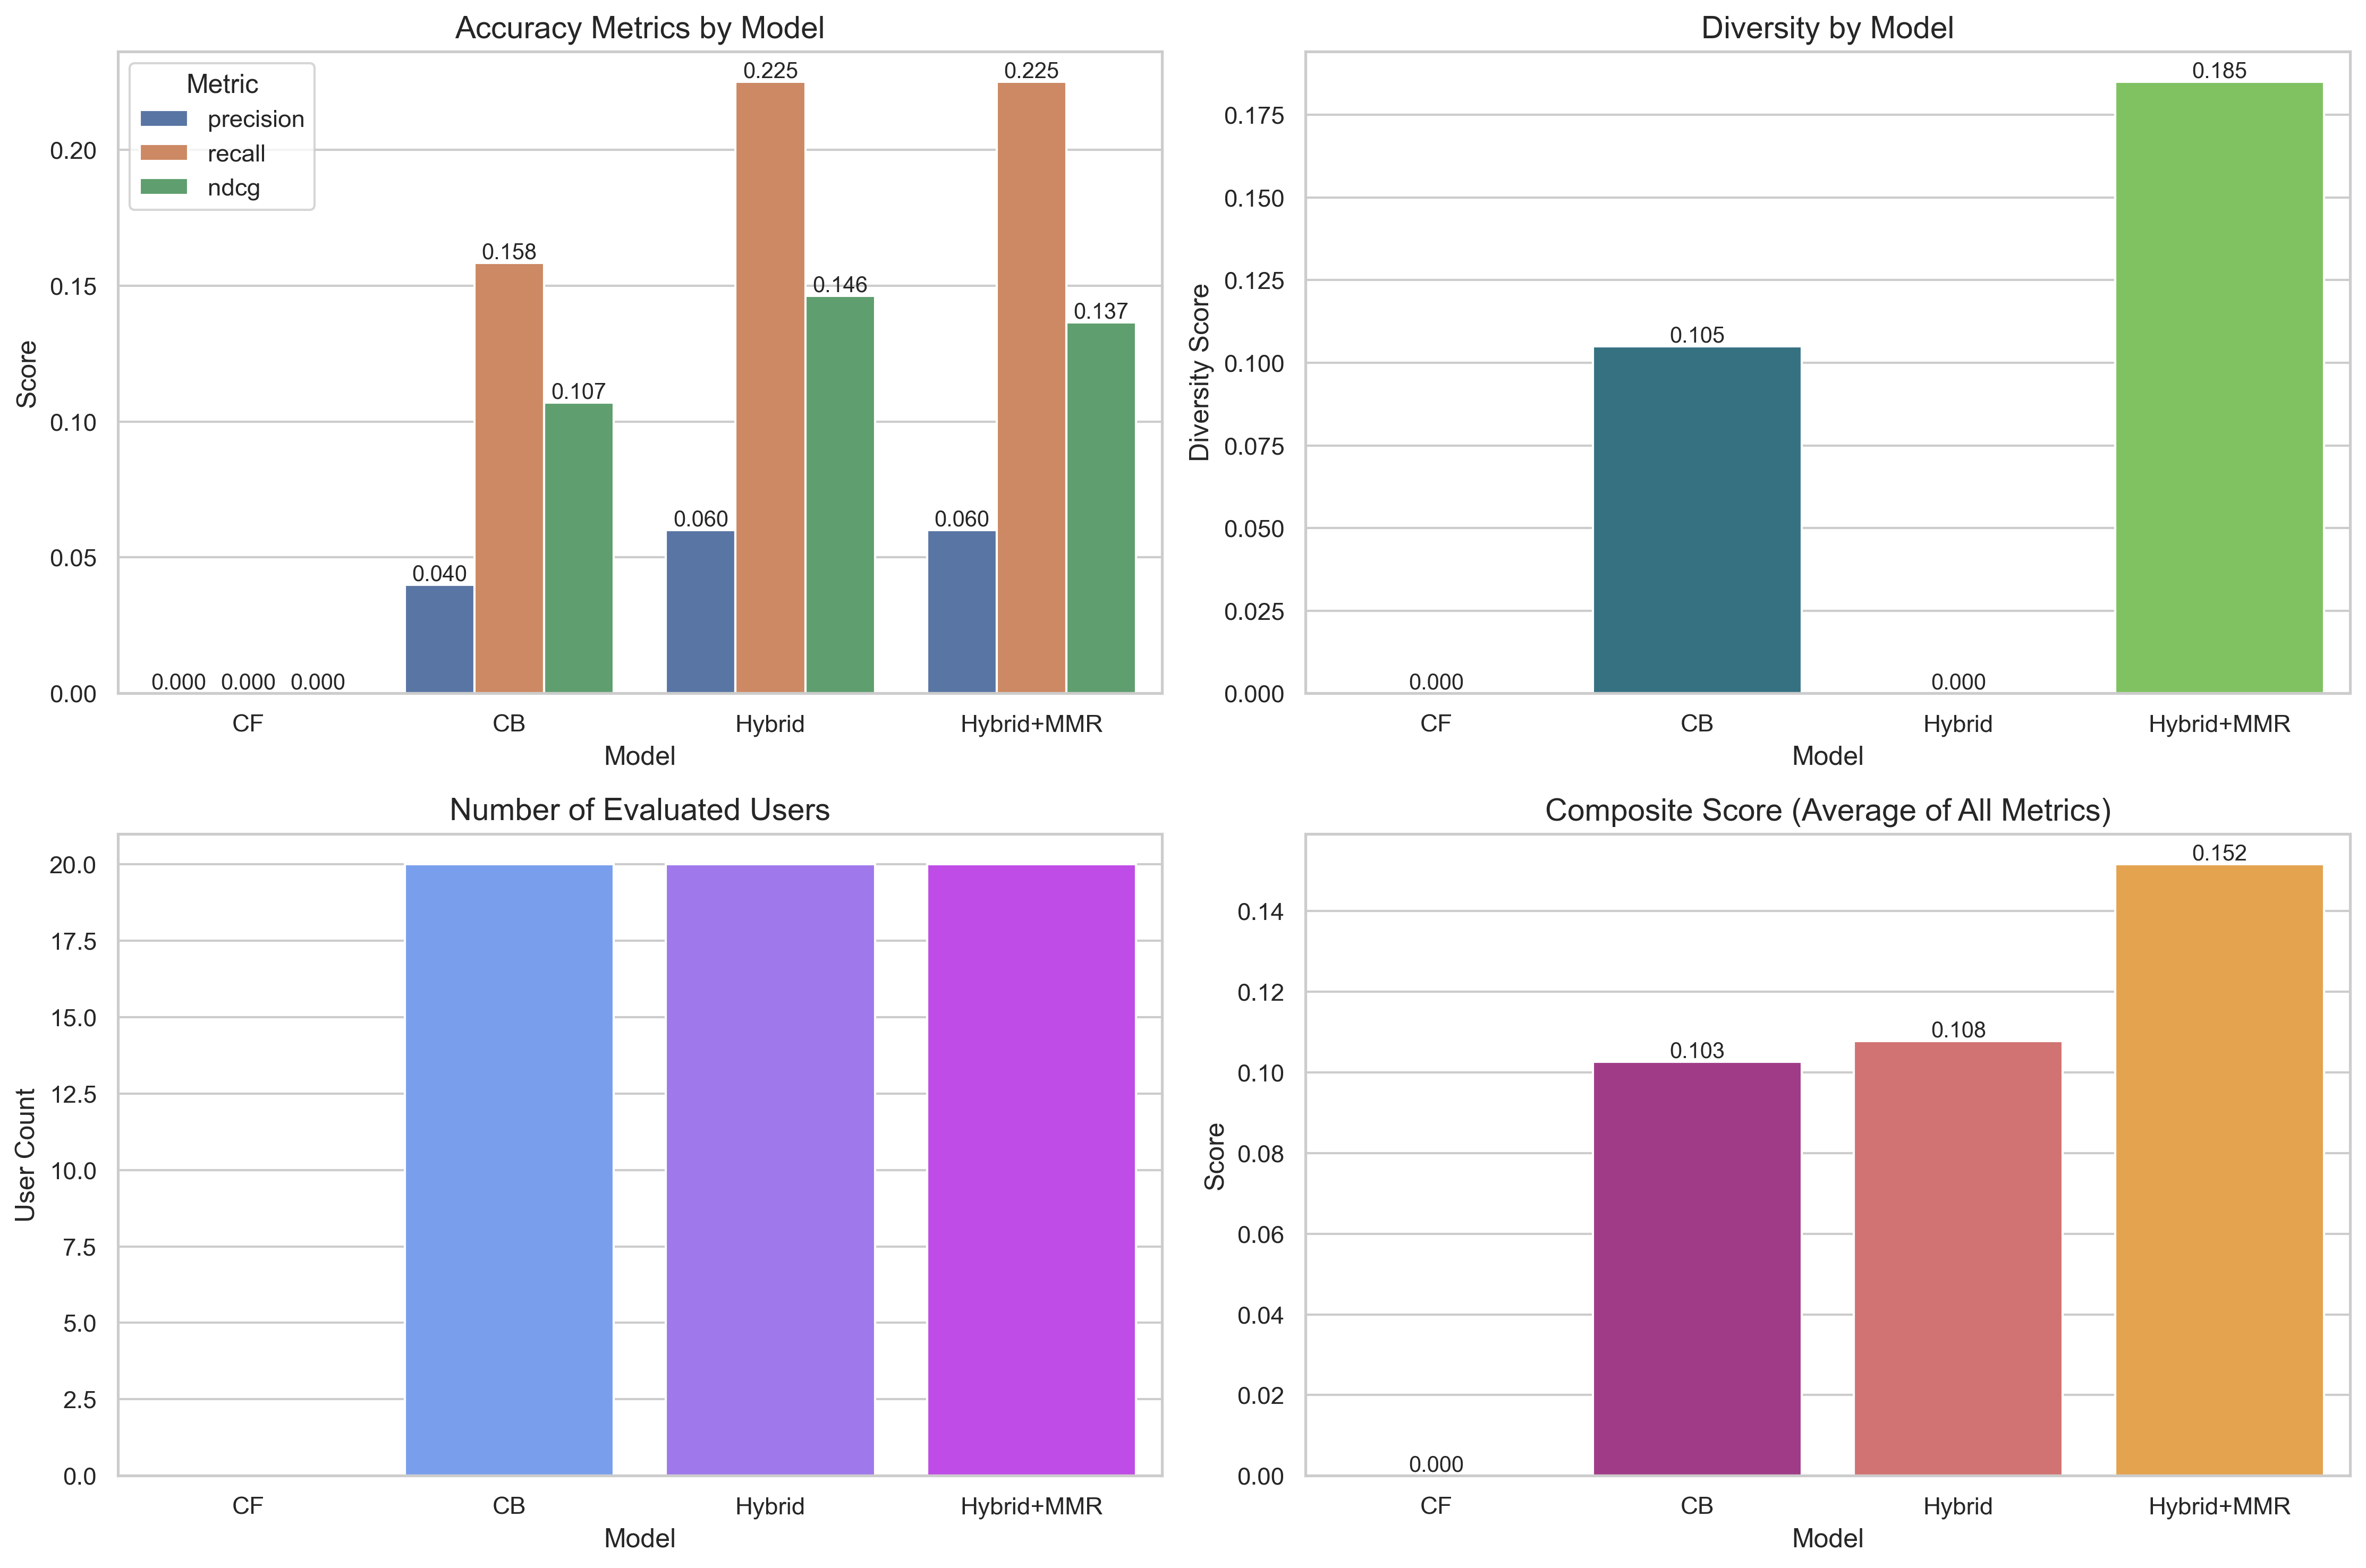 Accuracy Metrics by Model
Metric
precision
recall
ndcg
Score
0.20
0.15
0.10
0.05
0.00
0.000 0.000 0.000
0.040
0.158
0.107
0.060
0.225
0.146
0.060
0.225
0.137
CF CB Hybrid Hybrid+MMR
Model
Diversity by Model
Diversity Score
0.175
0.150
0.125
0.100
0.075
0.050
0.025
0.000
0.000
0.105
0.000
0.185
CF CB Hybrid Hybrid+MMR
Model
Number of Evaluated Users
User Count
20.0
17.5
15.0
12.5
10.0
7.5
5.0
2.5
0.0
CF CB Hybrid Hybrid+MMR
Model
Composite Score (Average of All Metrics)
Score
0.14
0.12
0.10
0.08
0.06
0.04
0.02
0.00
0.000
0.103
0.108
0.152
CF CB Hybrid Hybrid+MMR
Model